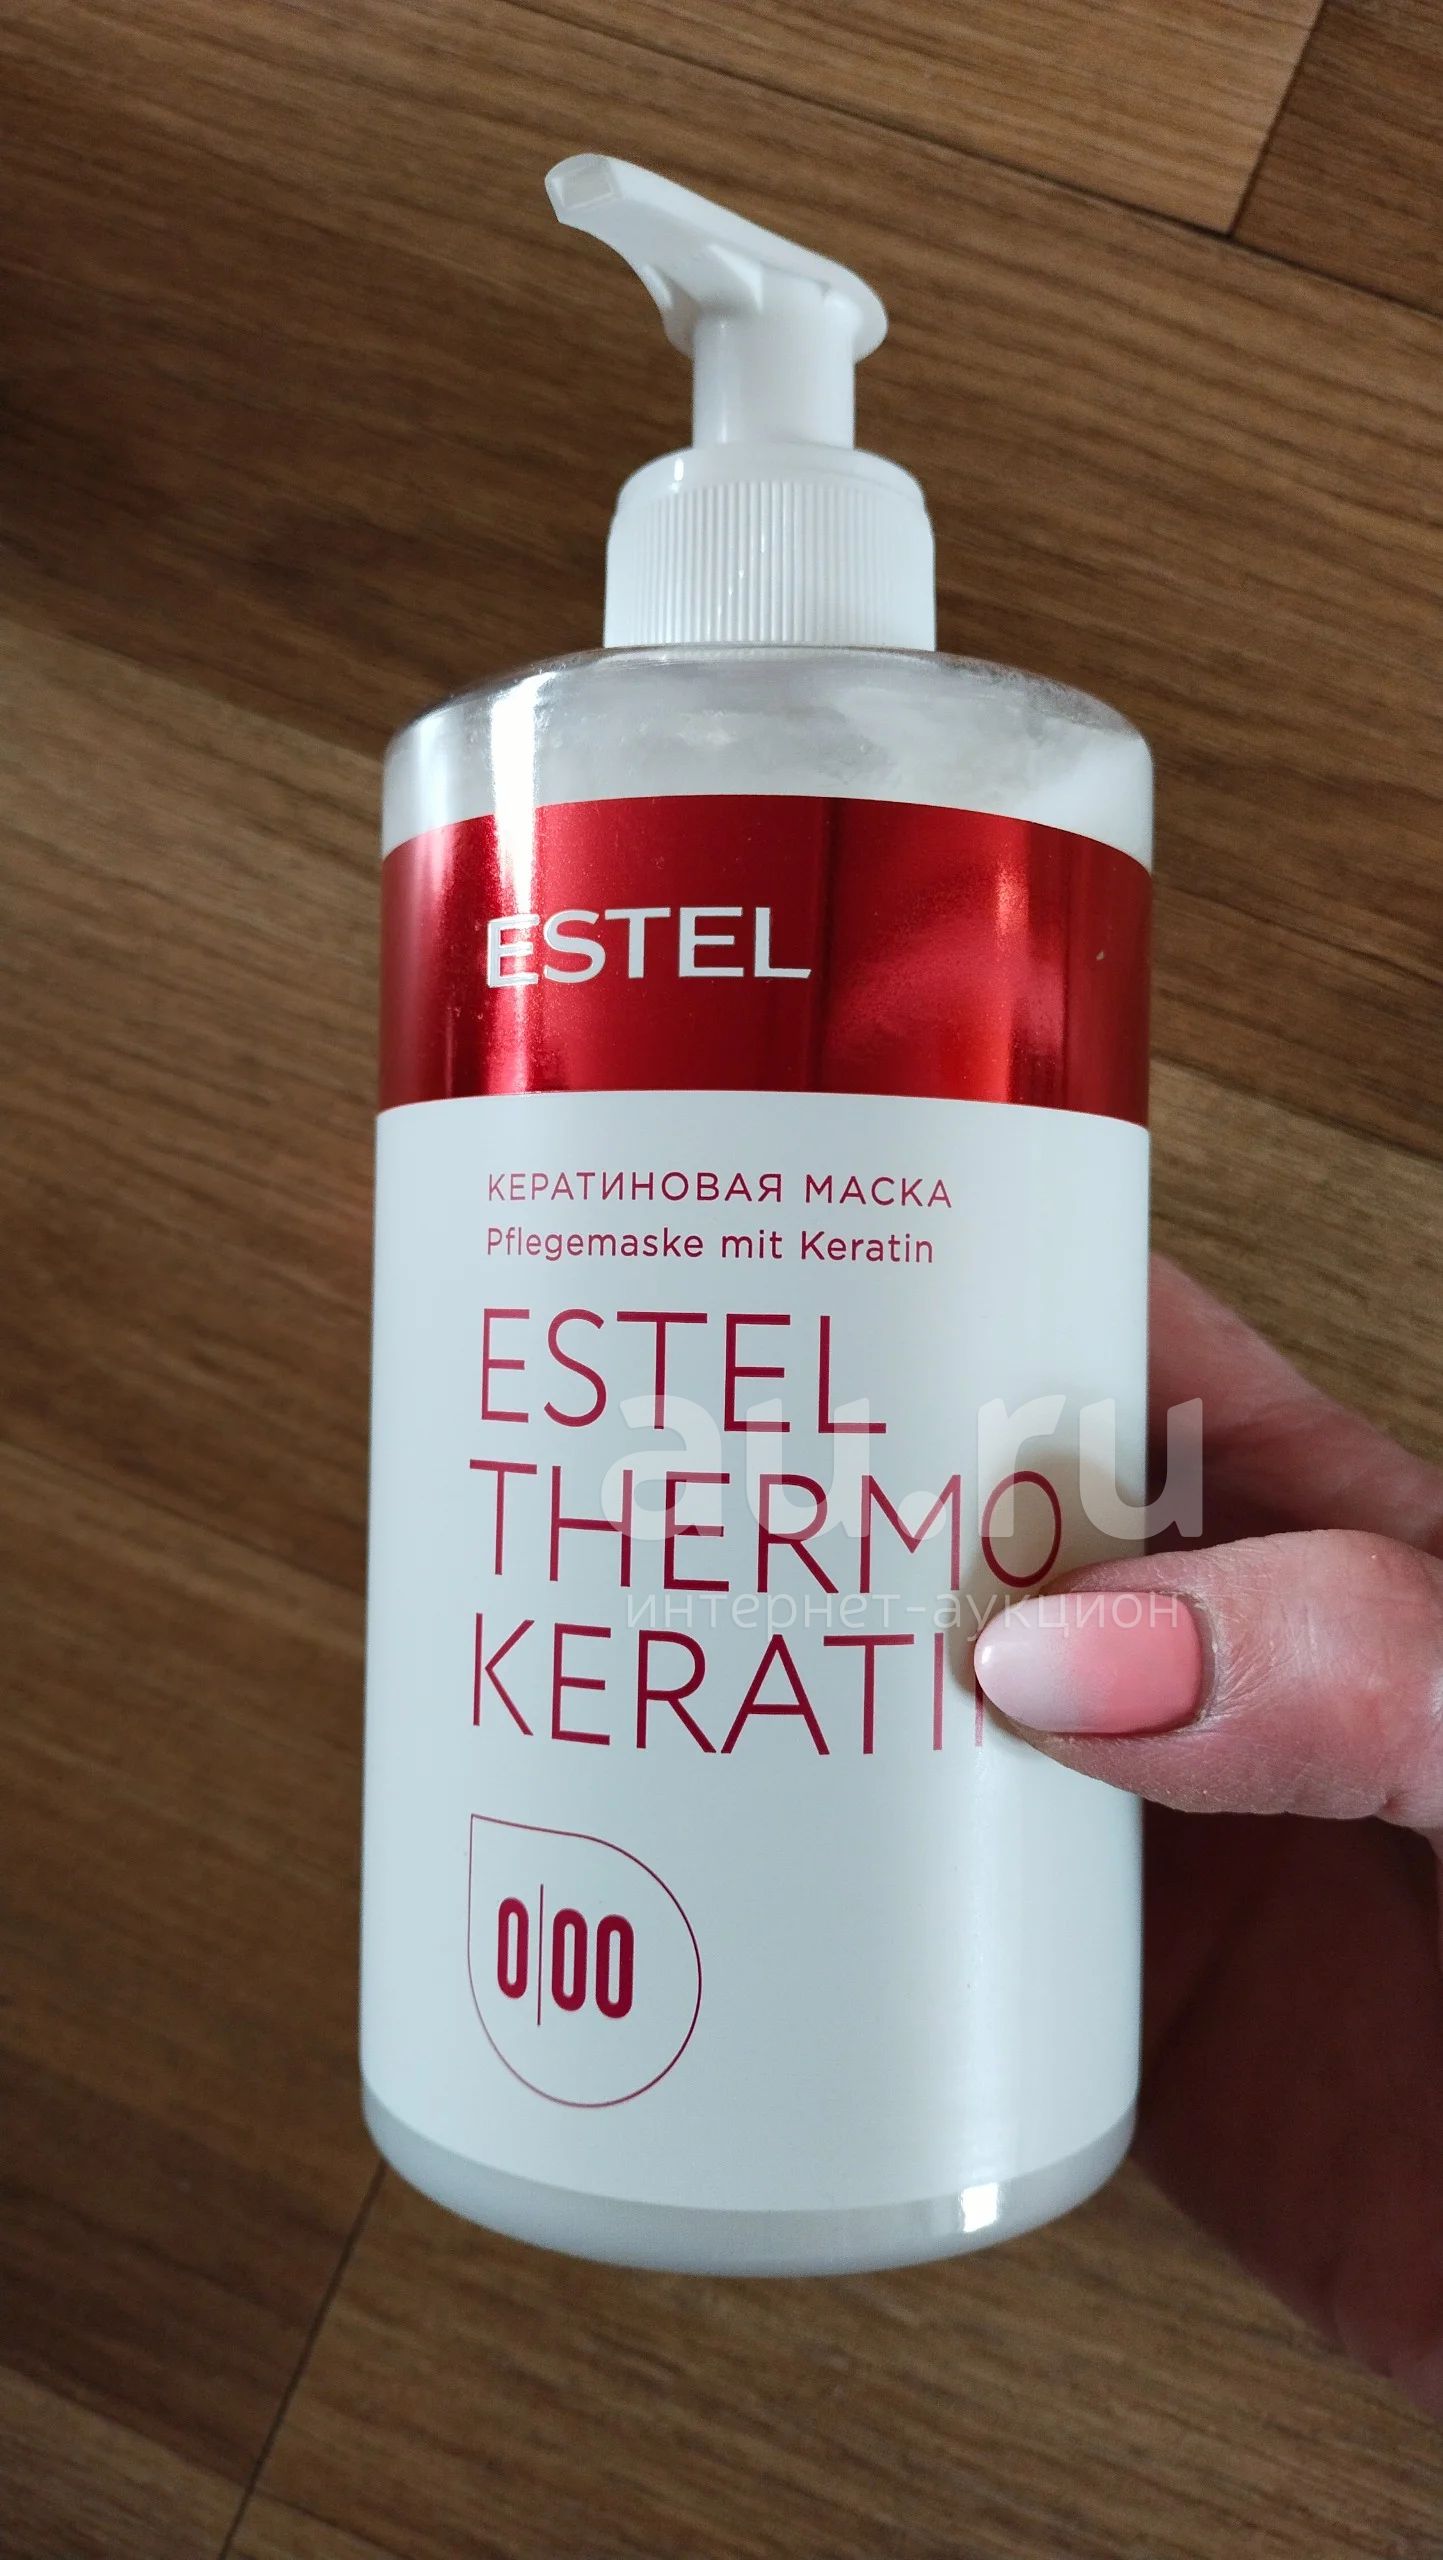 ESTEL
КЕРАТИНОВАЯ МАСКА
Pflegemaske mit Keratin
ESTEL
au.ru
THERMO
интернет-аукцион
KERATI
0|00